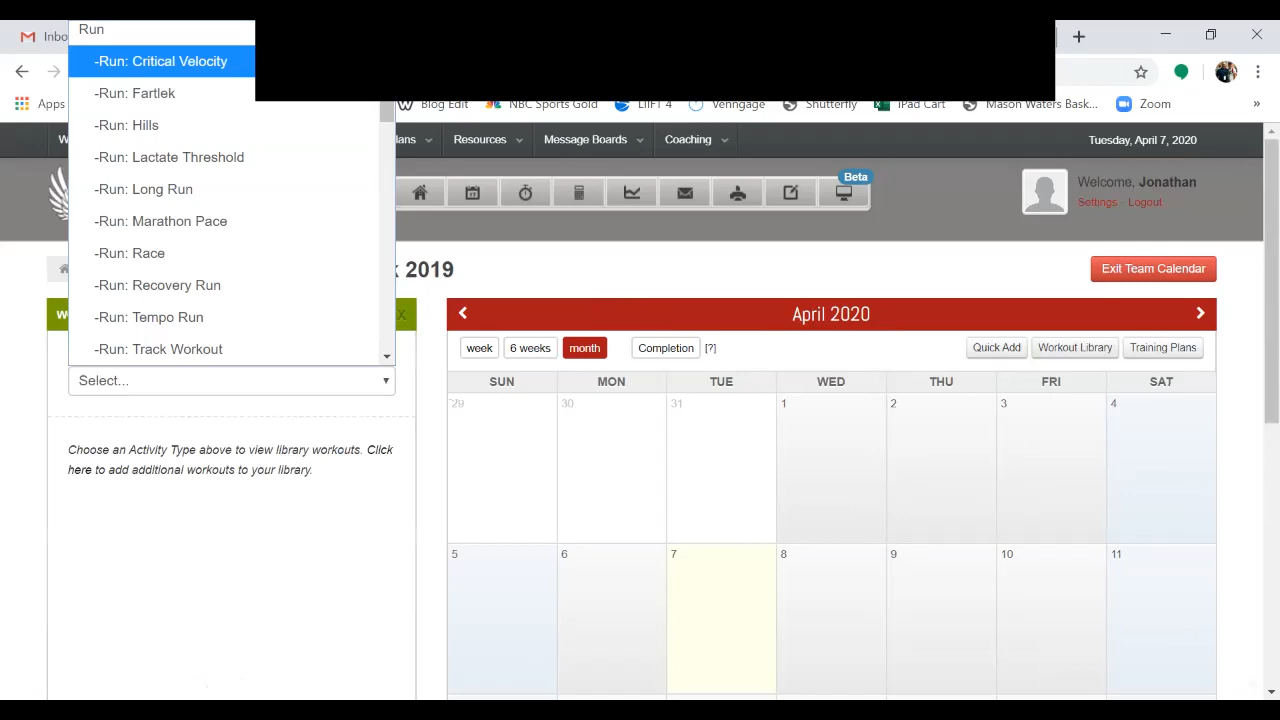 Run
Inbo
-Run: Critical Velocity
-Run: Fartlek
-Run: Hills
-Run: Lactate Threshold
-Run: Long Run
-Run: Marathon Pace
-Run: Race
-Run: Recovery Run
-Run: Tempo Run
-Run: Track Workout
Select...
Apps
Blog Edit
NBC Sports Gold
LIIFT 4
Venngage
Shutterfly
iPad Cart
Mason Waters Bask...
Zoom
»
W
lans
Resources
Message Boards
Coaching
Tuesday, April 7, 2020
Beta
Welcome, Jonathan
Settings - Logout
k 2019
Exit Team Calendar
W
X
April 2020
week
6 weeks
month
Completion
[?]
Quick Add
Workout Library
Training Plans
SUN MON TUE WED THU FRI SAT
29 30 31 1 2 3 4
5 6 7 8 9 10 11
Choose an Activity Type above to view library workouts. Click
here to add additional workouts to your library.